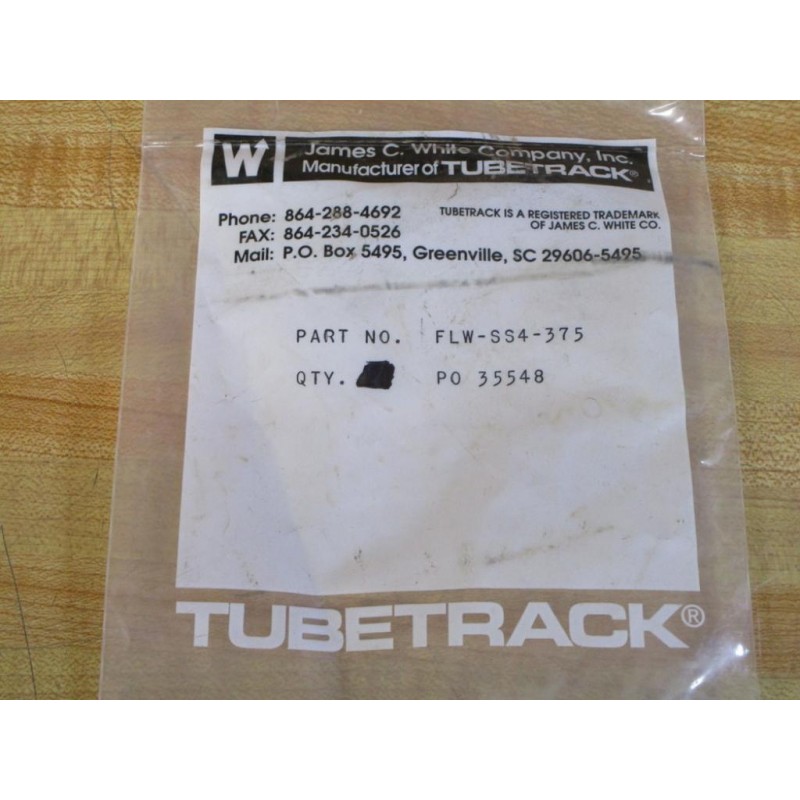 W
James C. White Company, Inc.
Manufacturer of TUBETRACK®
Phone: 864-288-4692
FAX: 864-234-0526
Mail: P.O. Box 5495, Greenville, SC 29606-5495
TUBETRACK IS A REGISTERED TRADEMARK
OF JAMES C. WHITE CO.
PART NO. FLW-SS4-375
QTY. PO 35548
TUBETRACK®